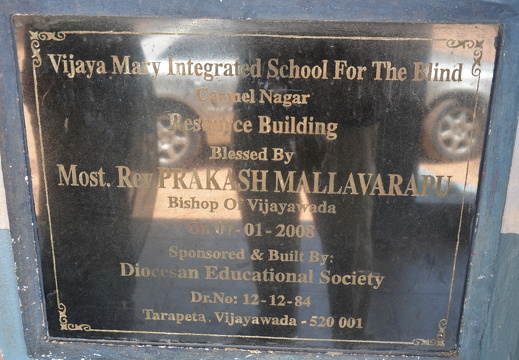 Vijaya Mary Integrated School For The Blind
Carmel Nagar
Resource Building
Blessed By
Most. Rev PRAKASH MALLAVARAPU
Bishop Of Vijayawada
On 07-01-2008
Sponsored & Built By:
Diocesan Educational Society
Dr.No: 12-12-84
Tarapeta, Vijayawada - 520 001